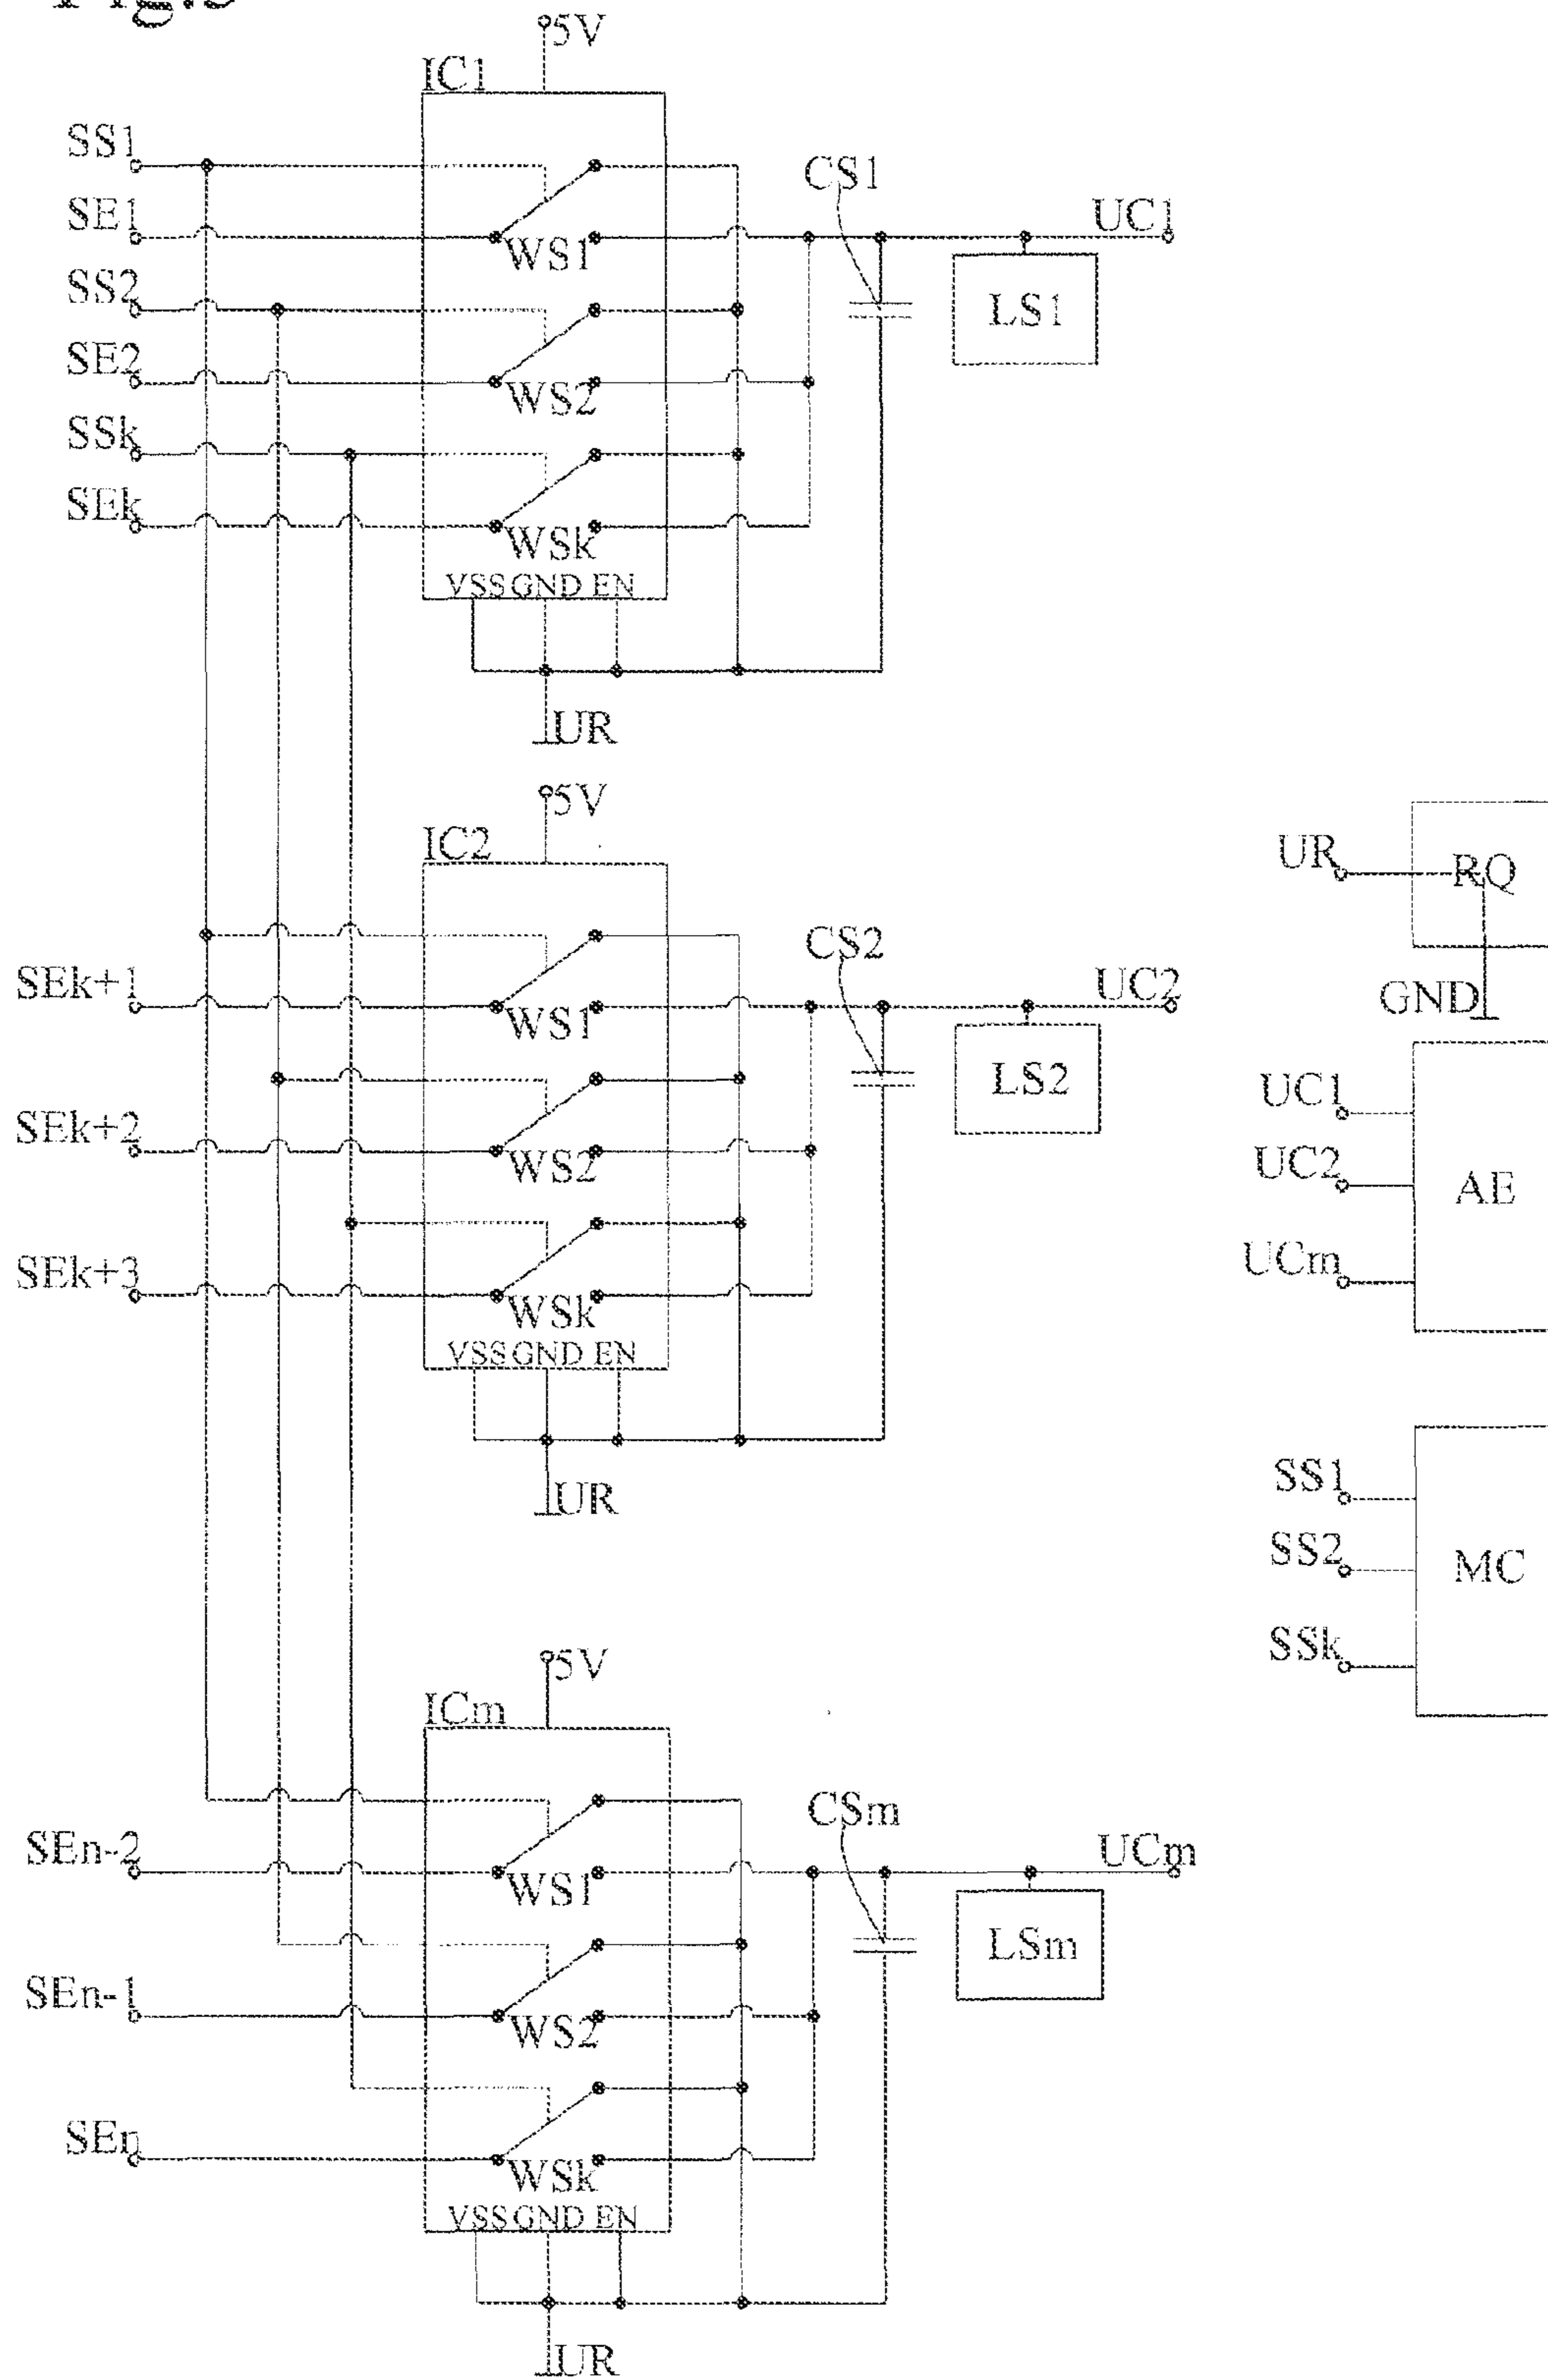 5V
IC1
SS1
CS1
SE1
UC1
WS1
SS2
LS1
SE2
WS2
SSk
SEk
WSk
VSS GND EN
UR
5V
IC2
UR
RQ
CS2
SEk+1
UC2
GND
WS1
LS2
UC1
SEk+2
WS2
UC2
AE
UCm
SEk+3
WSk
VSS GND EN
SS1
UR
SS2
MC
SSk
5V
ICm
CSm
SEn-2
UCm
WS1
LSm
SEn-1
WS2
SEn
WSk
VSS GND EN
UR